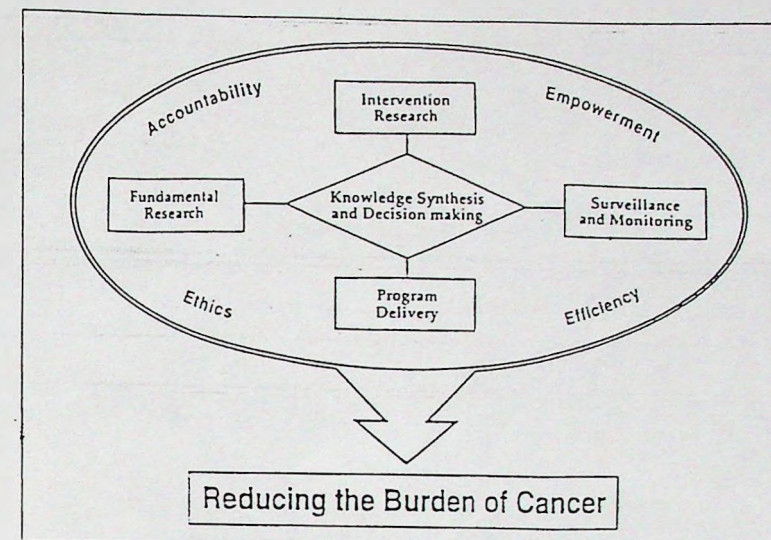 Accountability
Empowerment
Intervention
Research
Fundamental
Research
Knowledge Synthesis
and Decision making
Surveillance
and Monitoring
Program
Delivery
Ethics
Efficiency
Reducing the Burden of Cancer